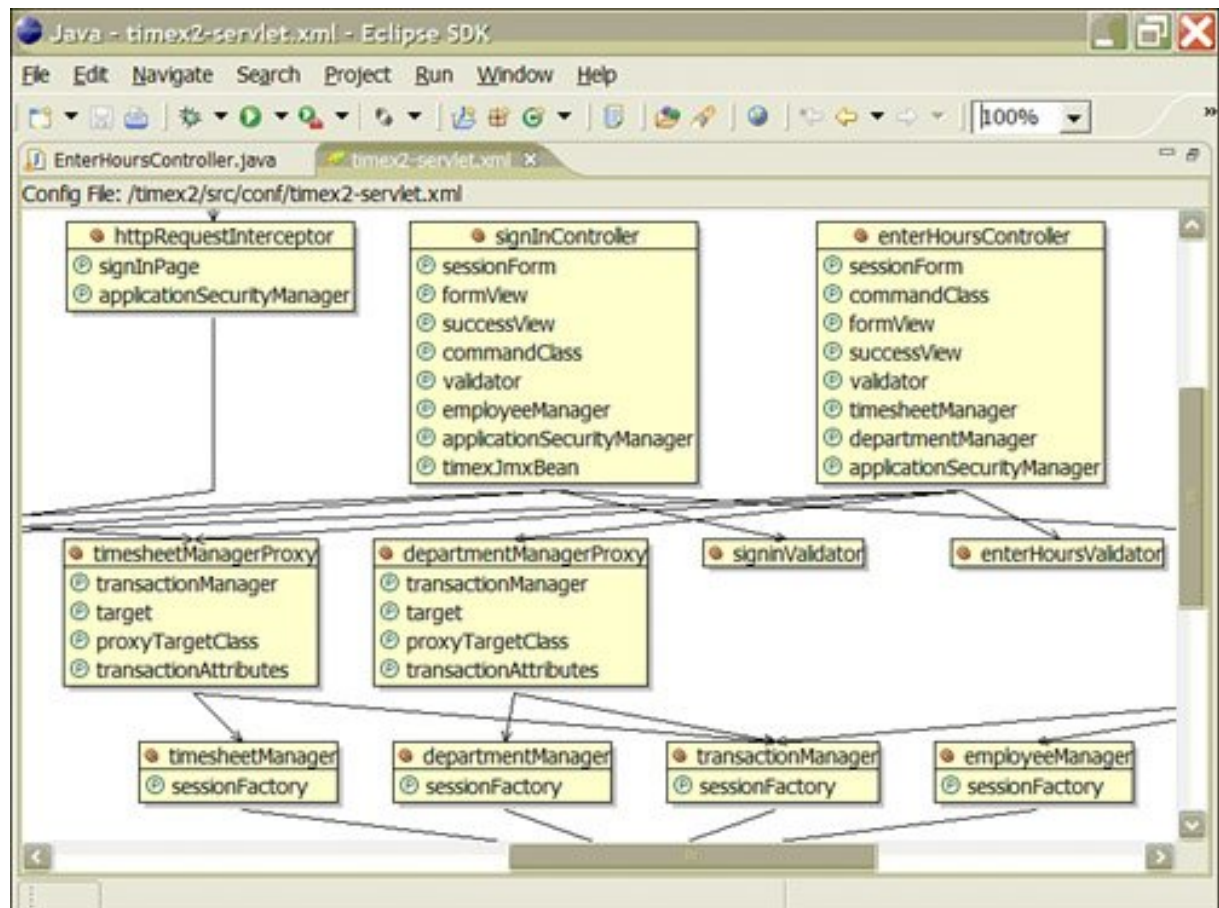 Java - timex2-servlet.xml - Eclipse SDK
File Edit Navigate Search Project Run Window Help
100%
EnterHoursController.java
timex2-servlet.xml
Config File: /timex2/src/conf/timex2-servlet.xml
httpRequestInterceptor
signInPage
applicationSecurityManager
signInController
sessionForm
formView
successView
commandClass
validator
employeeManager
applicationSecurityManager
timexJmxBean
enterHoursController
sessionForm
commandClass
formView
successView
validator
timesheetManager
departmentManager
applicationSecurityManager
timesheetManagerProxy
transactionManager
target
proxyTargetClass
transactionAttributes
departmentManagerProxy
transactionManager
target
proxyTargetClass
transactionAttributes
signinValidator
enterHoursValidator
timesheetManager
sessionFactory
departmentManager
sessionFactory
transactionManager
sessionFactory
employeeManager
sessionFactory